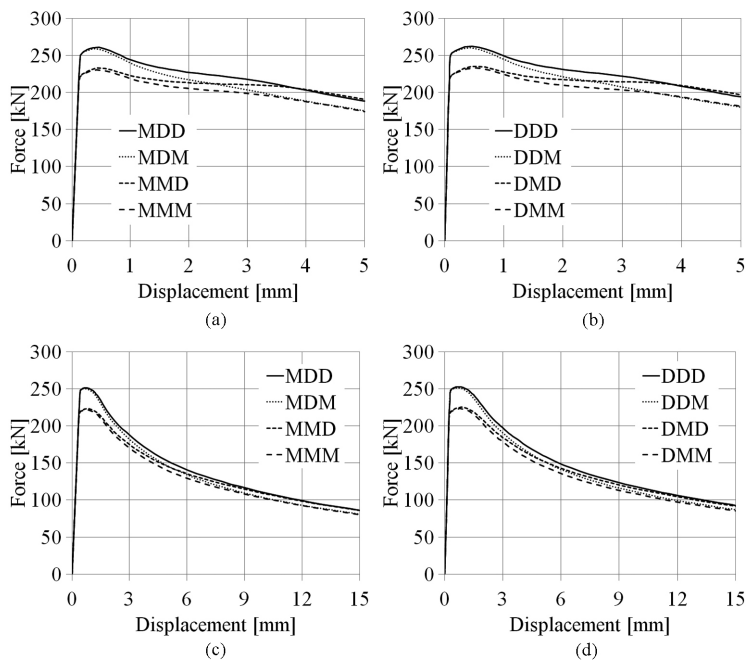 300
250
200
150
100
50
0
Force [kN]
MDD
MDM
MMD
MMM
0 1 2 3 4 5
Displacement [mm]
(a)
300
250
200
150
100
50
0
Force [kN]
DDD
DDM
DMD
DMM
0 1 2 3 4 5
Displacement [mm]
(b)
300
250
200
150
100
50
0
Force [kN]
MDD
MDM
MMD
MMM
0 3 6 9 12 15
Displacement [mm]
(c)
300
250
200
150
100
50
0
Force [kN]
DDD
DDM
DMD
DMM
0 3 6 9 12 15
Displacement [mm]
(d)